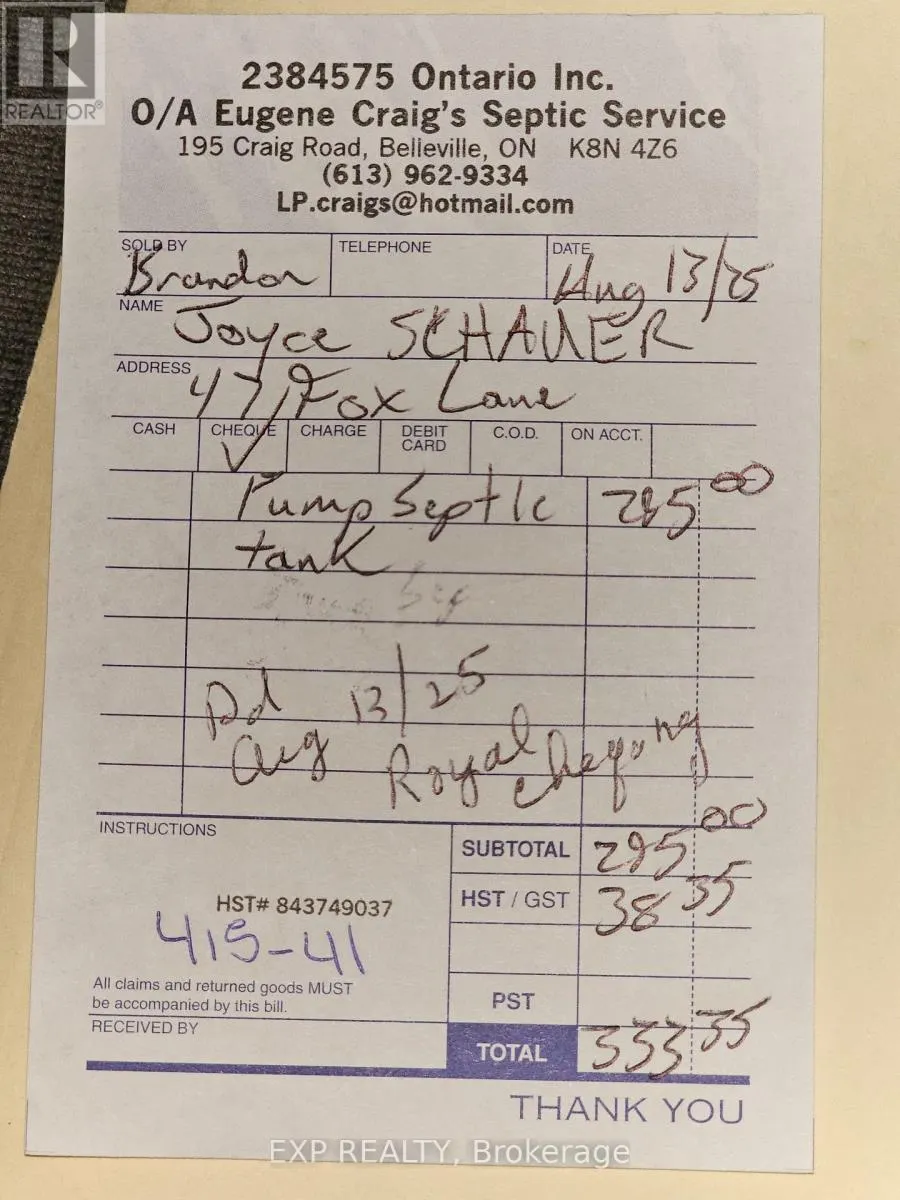 REALTOR®
2384575 Ontario Inc.
O/A Eugene Craig's Septic Service
195 Craig Road, Belleville, ON K8N 4Z6
(613) 962-9334
LP.craigs@hotmail.com
SOLD BY TELEPHONE DATE
Brandon Aug 13/25
NAME
Joyce SCHAUER
ADDRESS
47 Fox Lane
CASH CHEQUE CHARGE DEBIT CARD C.O.D. ON ACCT.
✓
Pump Septic 295 00
tank
Pd
Aug 13/25
Royal Chequing
INSTRUCTIONS
SUBTOTAL 295 00
HST / GST 38 35
HST# 843749037
415-41
All claims and returned goods MUST
be accompanied by this bill.
PST
RECEIVED BY
TOTAL 333 35
THANK YOU
EXP REALTY, Brokerage